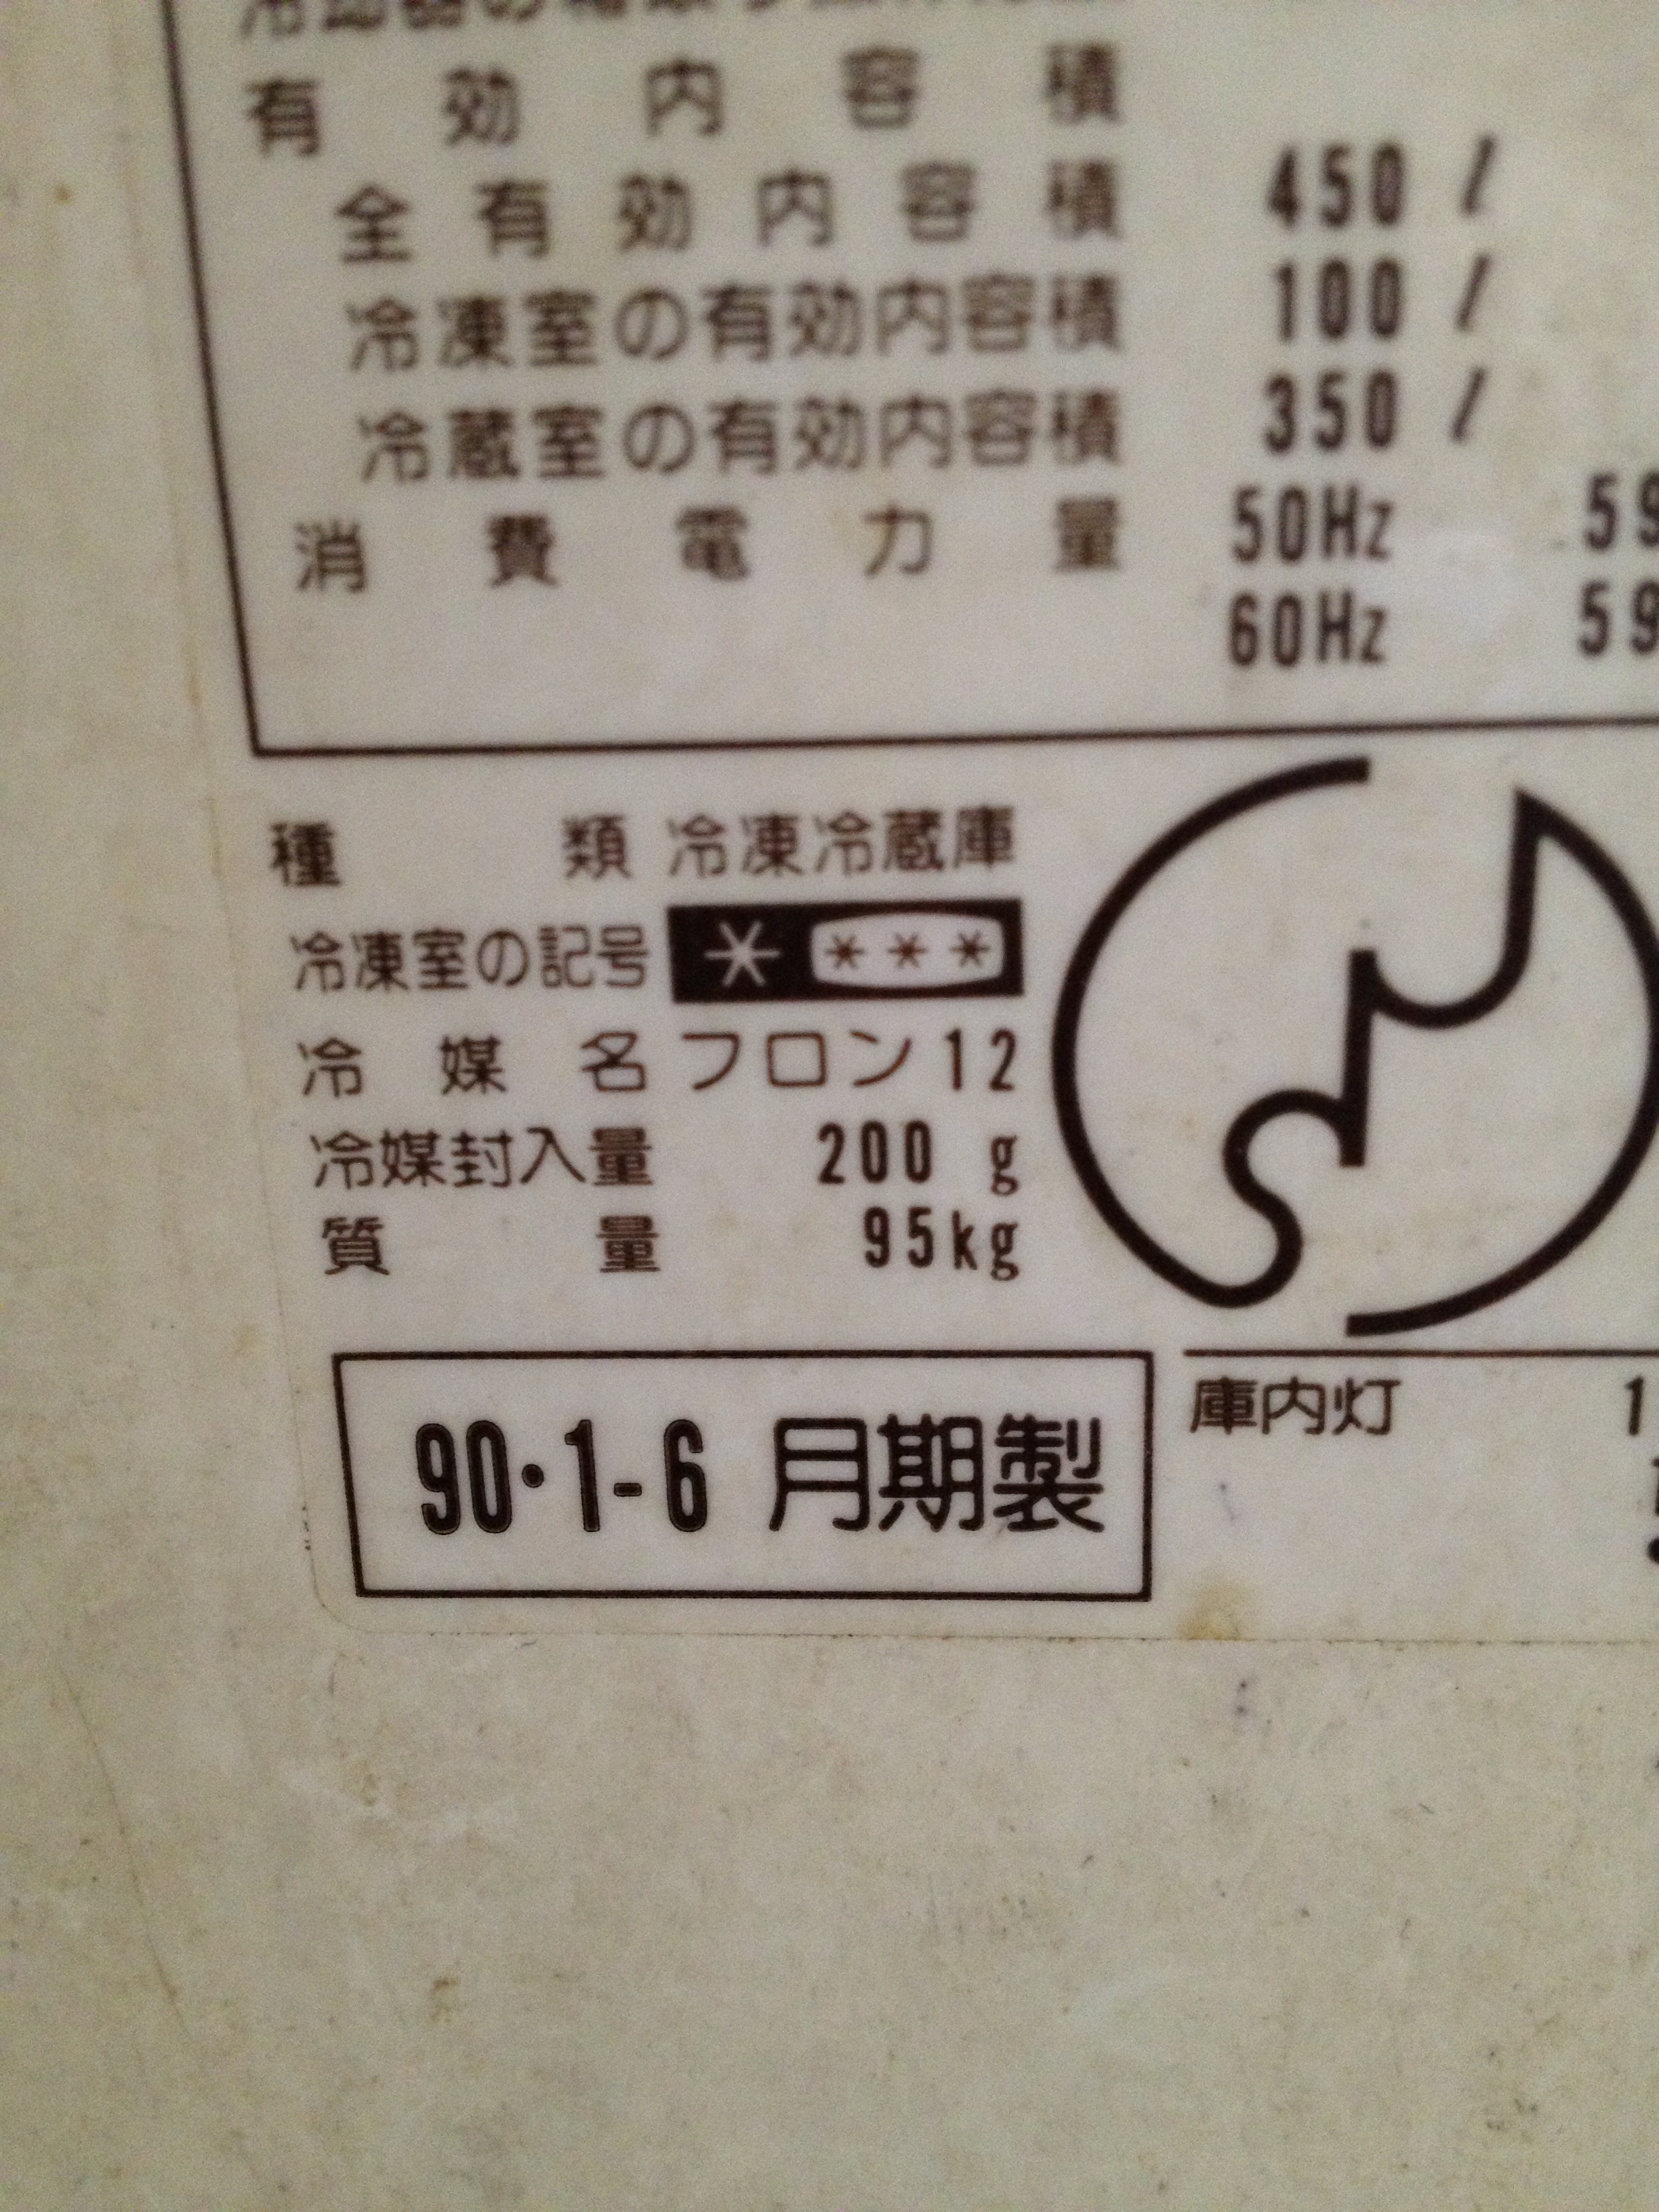 有効内容積
全有効内容積 450 l
冷凍室の有効内容積 100 l
冷蔵室の有効内容積 350 l
消費電力量 50Hz 59
60Hz 59
種類 冷凍冷蔵庫
冷凍室の記号 * ***
冷媒名 フロン12
冷媒封入量 200 g
質量 95kg
90・1-6 月期製
庫内灯 1